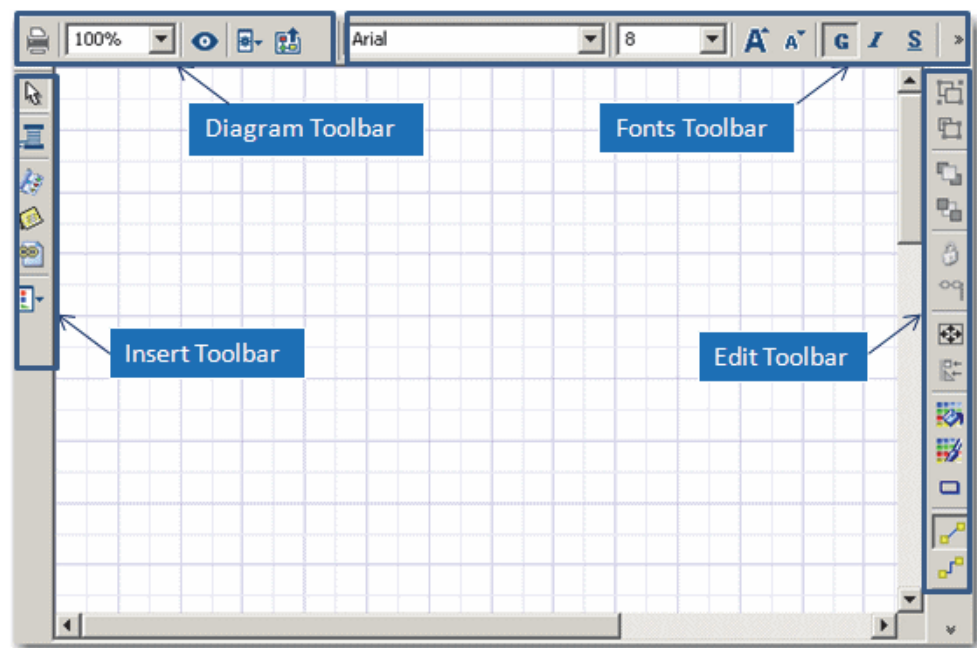 100%
Arial
8
A A G I S »
Diagram Toolbar
Fonts Toolbar
Insert Toolbar
Edit Toolbar